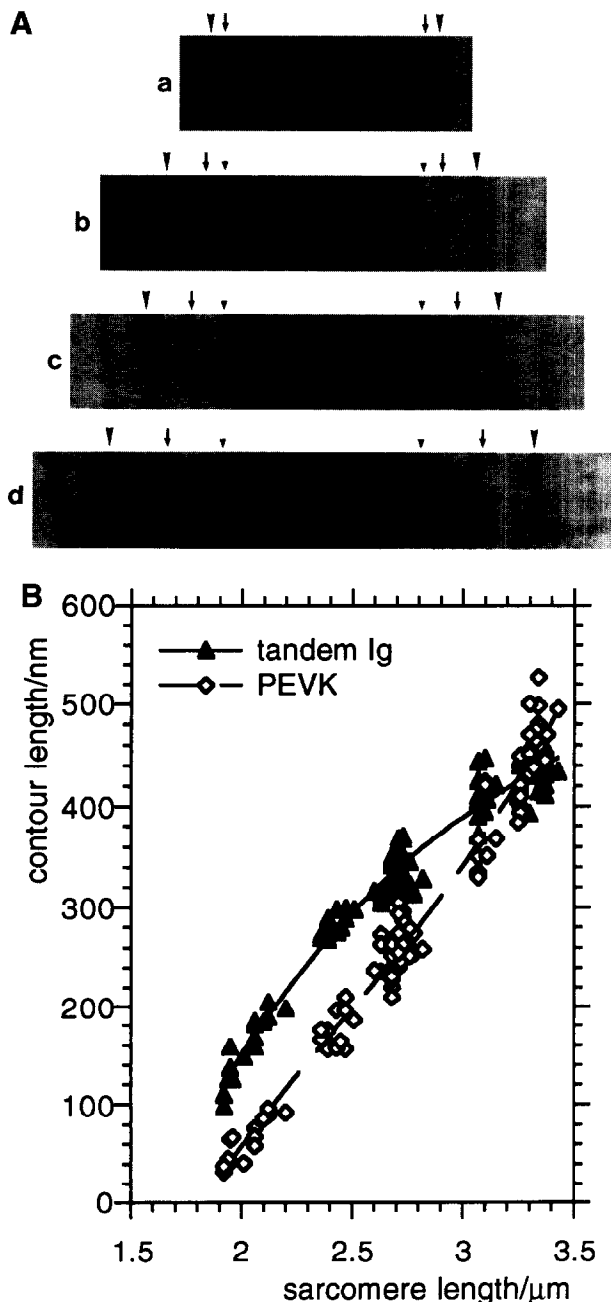 A
a
b
c
d
B
600
500
400
300
200
100
0
contour length/nm
tandem Ig
PEVK
1.5 2 2.5 3 3.5
sarcomere length/μm